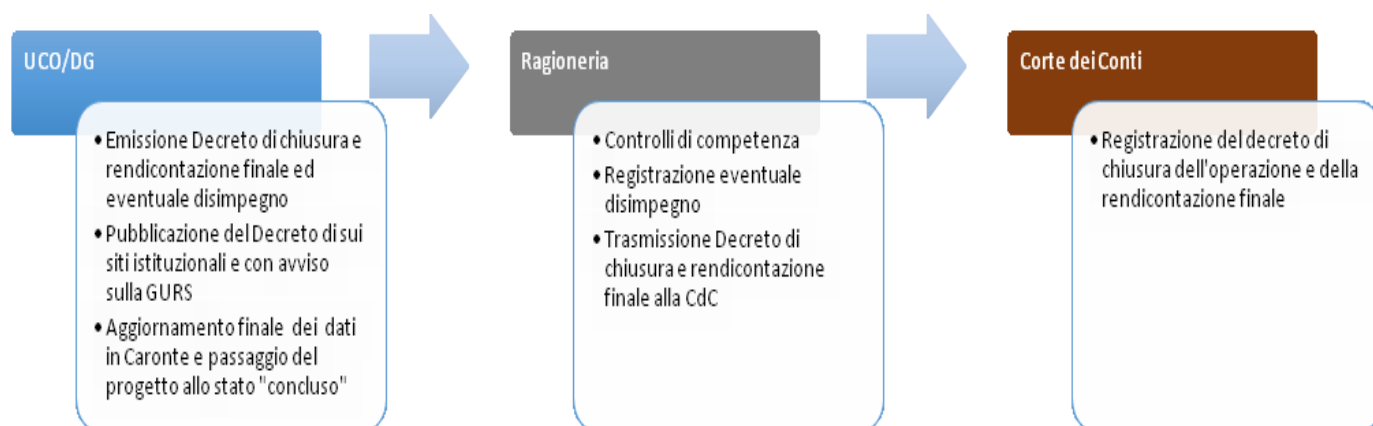 UCO/DG
• Emissione Decreto di chiusura e
rendicontazione finale ed
eventuale disimpegno
• Pubblicazione del Decreto di sui
siti istituzionali e con avviso
sulla GURS
• Aggiornamento finale dei dati
in Caronte e passaggio del
progetto allo stato "concluso"
Ragioneria
• Controlli di competenza
• Registrazione eventuale
disimpegno
• Trasmissione Decreto di
chiusura e rendicontazione
finale alla CdC
Corte dei Conti
• Registrazione del decreto di
chiusura dell'operazione e della
rendicontazione finale